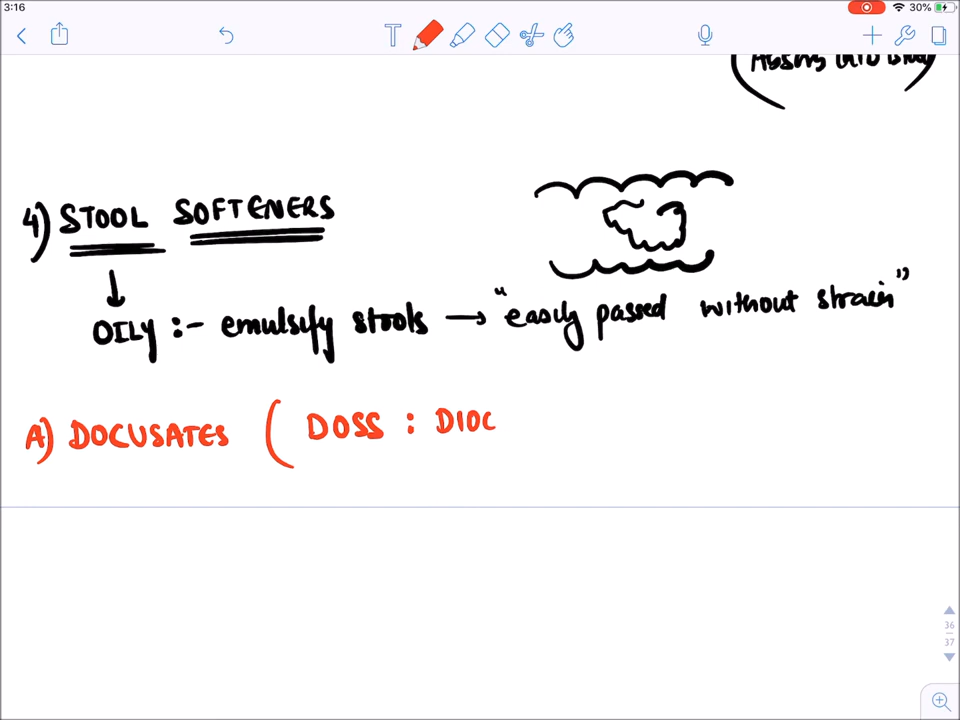 3:16
30%
T
4) STOOL SOFTENERS
OILY :- emulsify stools → "easily passed without strain"
A) DOCUSATES ( DOSS : DIOC
36
37